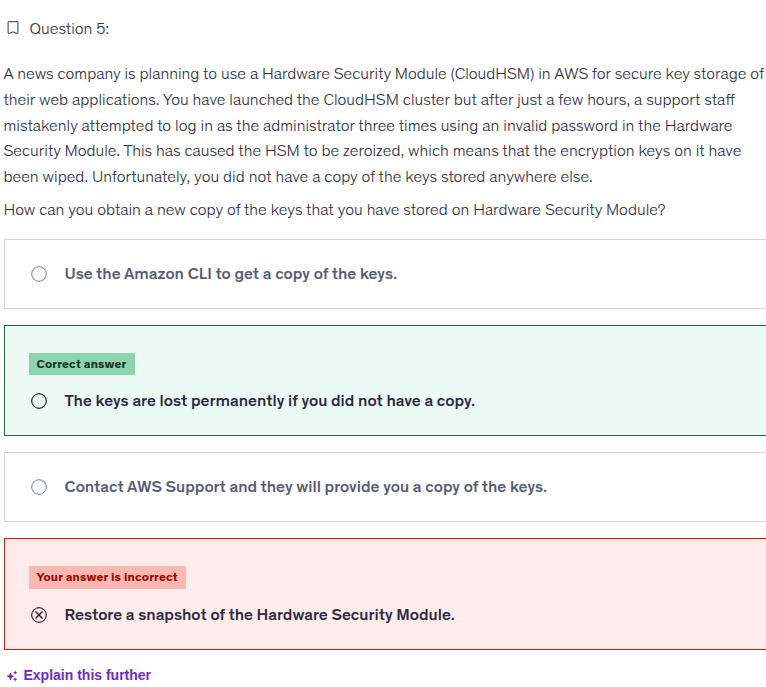 Question 5:
A news company is planning to use a Hardware Security Module (CloudHSM) in AWS for secure key storage of
their web applications. You have launched the CloudHSM cluster but after just a few hours, a support staff
mistakenly attempted to log in as the administrator three times using an invalid password in the Hardware
Security Module. This has caused the HSM to be zeroized, which means that the encryption keys on it have
been wiped. Unfortunately, you did not have a copy of the keys stored anywhere else.
How can you obtain a new copy of the keys that you have stored on Hardware Security Module?
Use the Amazon CLI to get a copy of the keys.
Correct answer
The keys are lost permanently if you did not have a copy.
Contact AWS Support and they will provide you a copy of the keys.
Your answer is incorrect
Restore a snapshot of the Hardware Security Module.
Explain this further